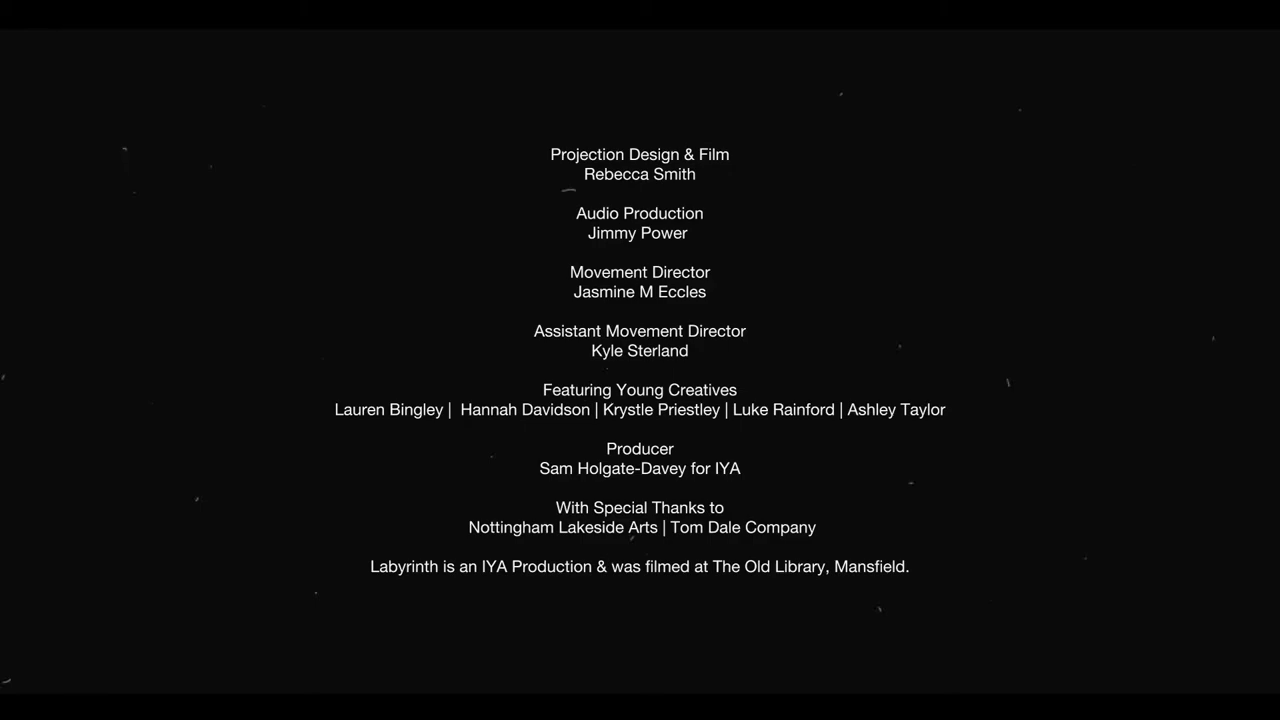 Projection Design & Film
Rebecca Smith
Audio Production
Jimmy Power
Movement Director
Jasmine M Eccles
Assistant Movement Director
Kyle Sterland
Featuring Young Creatives
Lauren Bingley | Hannah Davidson | Krystle Priestley | Luke Rainford | Ashley Taylor
Producer
Sam Holgate-Davey for IYA
With Special Thanks to
Nottingham Lakeside Arts | Tom Dale Company
Labyrinth is an IYA Production & was filmed at The Old Library, Mansfield.